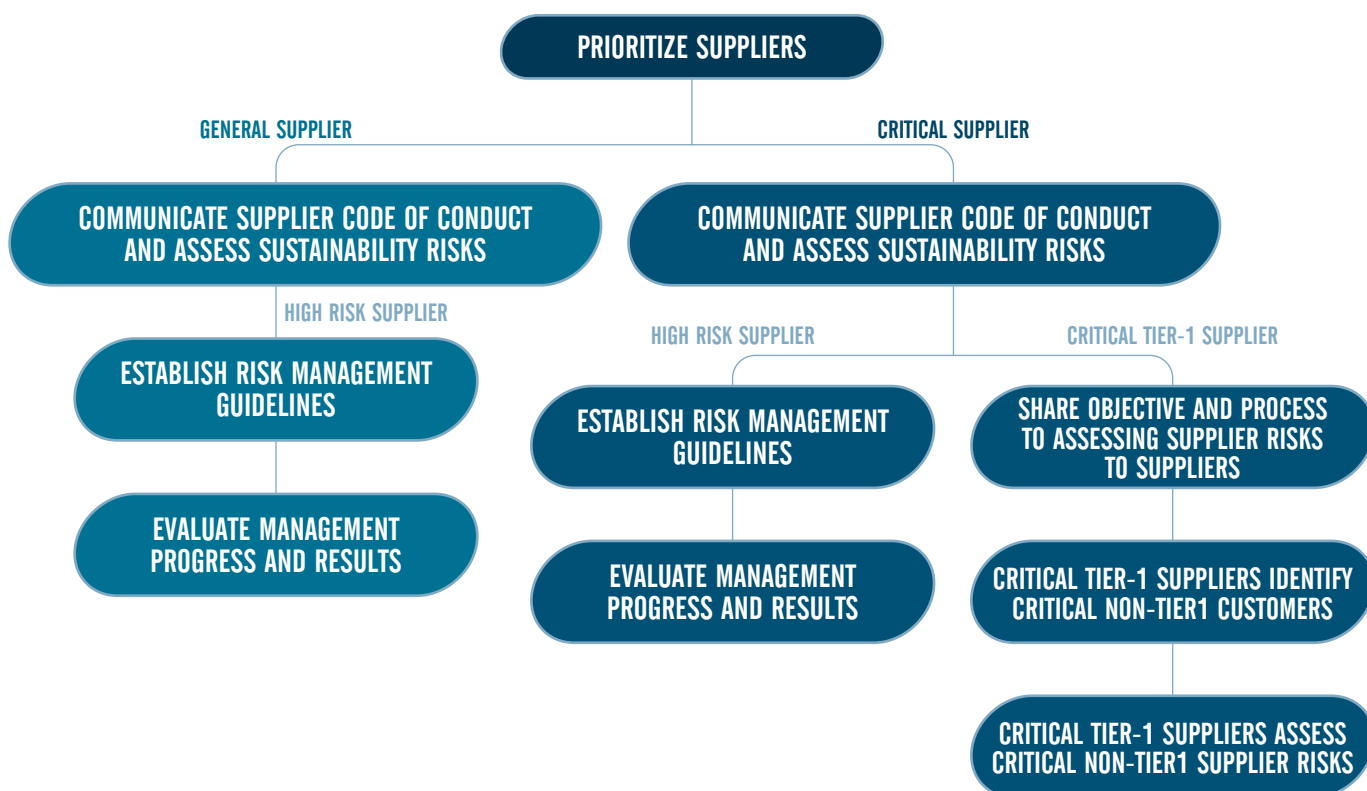 PRIORITIZE SUPPLIERS
GENERAL SUPPLIER
CRITICAL SUPPLIER
COMMUNICATE SUPPLIER CODE OF CONDUCT
AND ASSESS SUSTAINABILITY RISKS
COMMUNICATE SUPPLIER CODE OF CONDUCT
AND ASSESS SUSTAINABILITY RISKS
HIGH RISK SUPPLIER
ESTABLISH RISK MANAGEMENT
GUIDELINES
EVALUATE MANAGEMENT
PROGRESS AND RESULTS
HIGH RISK SUPPLIER
CRITICAL TIER-1 SUPPLIER
ESTABLISH RISK MANAGEMENT
GUIDELINES
EVALUATE MANAGEMENT
PROGRESS AND RESULTS
SHARE OBJECTIVE AND PROCESS
TO ASSESSING SUPPLIER RISKS
TO SUPPLIERS
CRITICAL TIER-1 SUPPLIERS IDENTIFY
CRITICAL NON-TIER1 CUSTOMERS
CRITICAL TIER-1 SUPPLIERS ASSESS
CRITICAL NON-TIER1 SUPPLIER RISKS